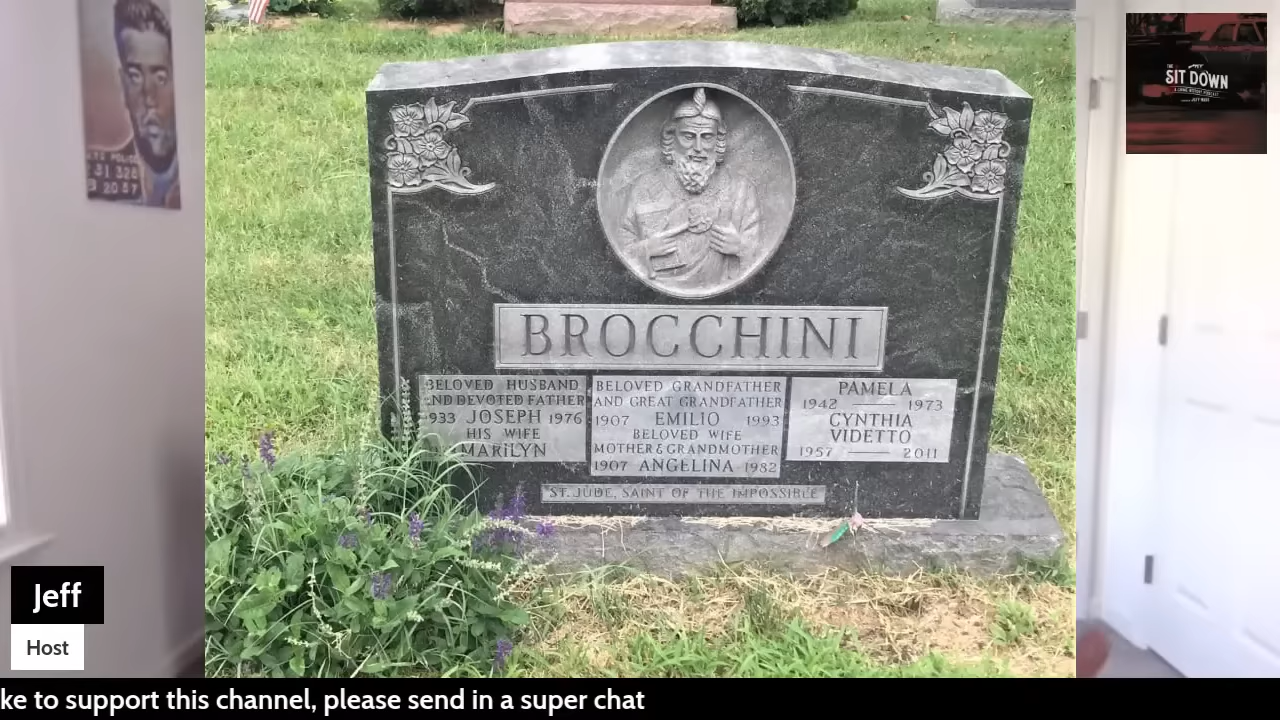 THE
SIT DOWN
BROCCHINI
BELOVED HUSBAND
AND DEVOTED FATHER
933 JOSEPH 1976
HIS WIFE
MARILYN
BELOVED GRANDFATHER
AND GREAT GRANDFATHER
1907 EMILIO 1993
BELOVED WIFE
MOTHER & GRANDMOTHER
1907 ANGELINA 1982
PAMELA
1942 — 1973
CYNTHIA
VIDETTO
1957 — 2011
ST. JUDE, SAINT OF THE IMPOSSIBLE
Jeff
Host
ke to support this channel, please send in a super chat